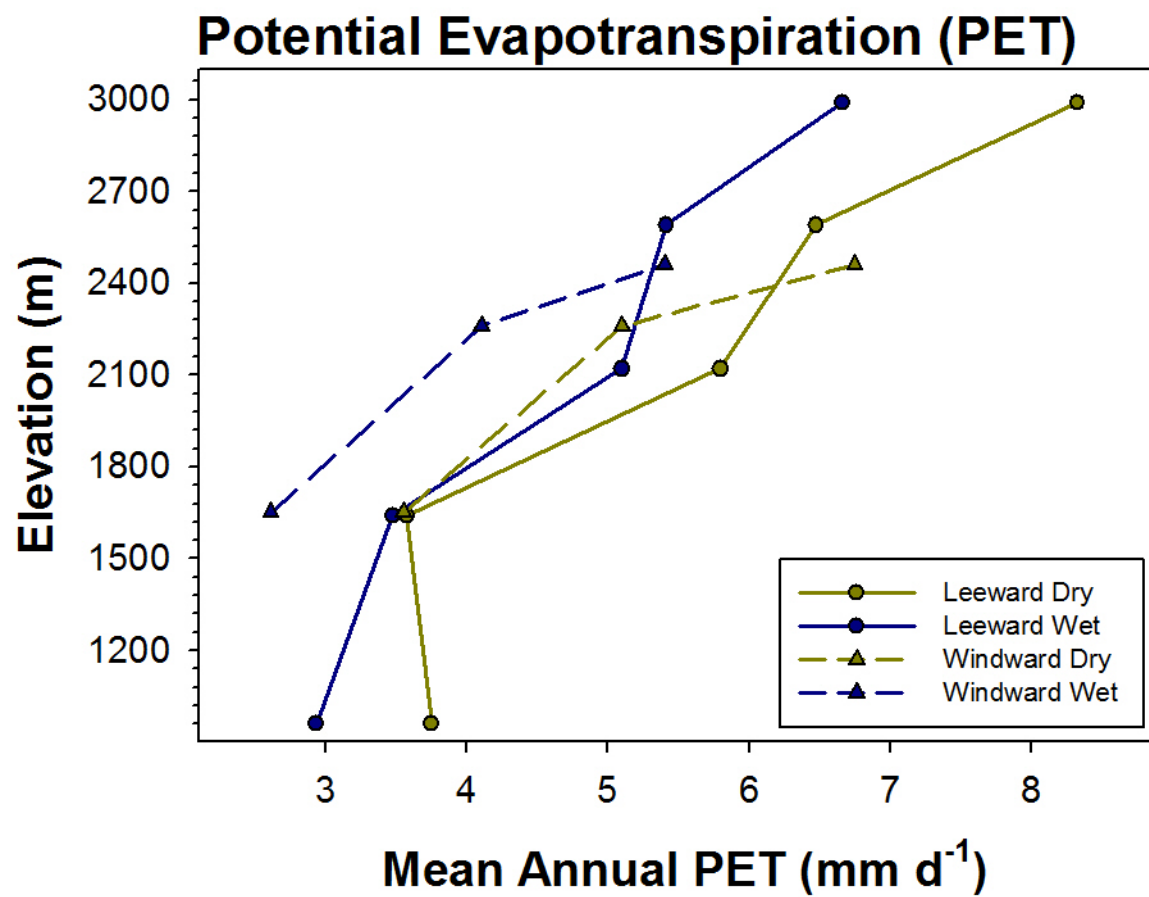 Potential Evapotranspiration (PET)
Elevation (m)
3000
2700
2400
2100
1800
1500
1200
Leeward Dry
Leeward Wet
Windward Dry
Windward Wet
3 4 5 6 7 8
Mean Annual PET (mm d⁻¹)